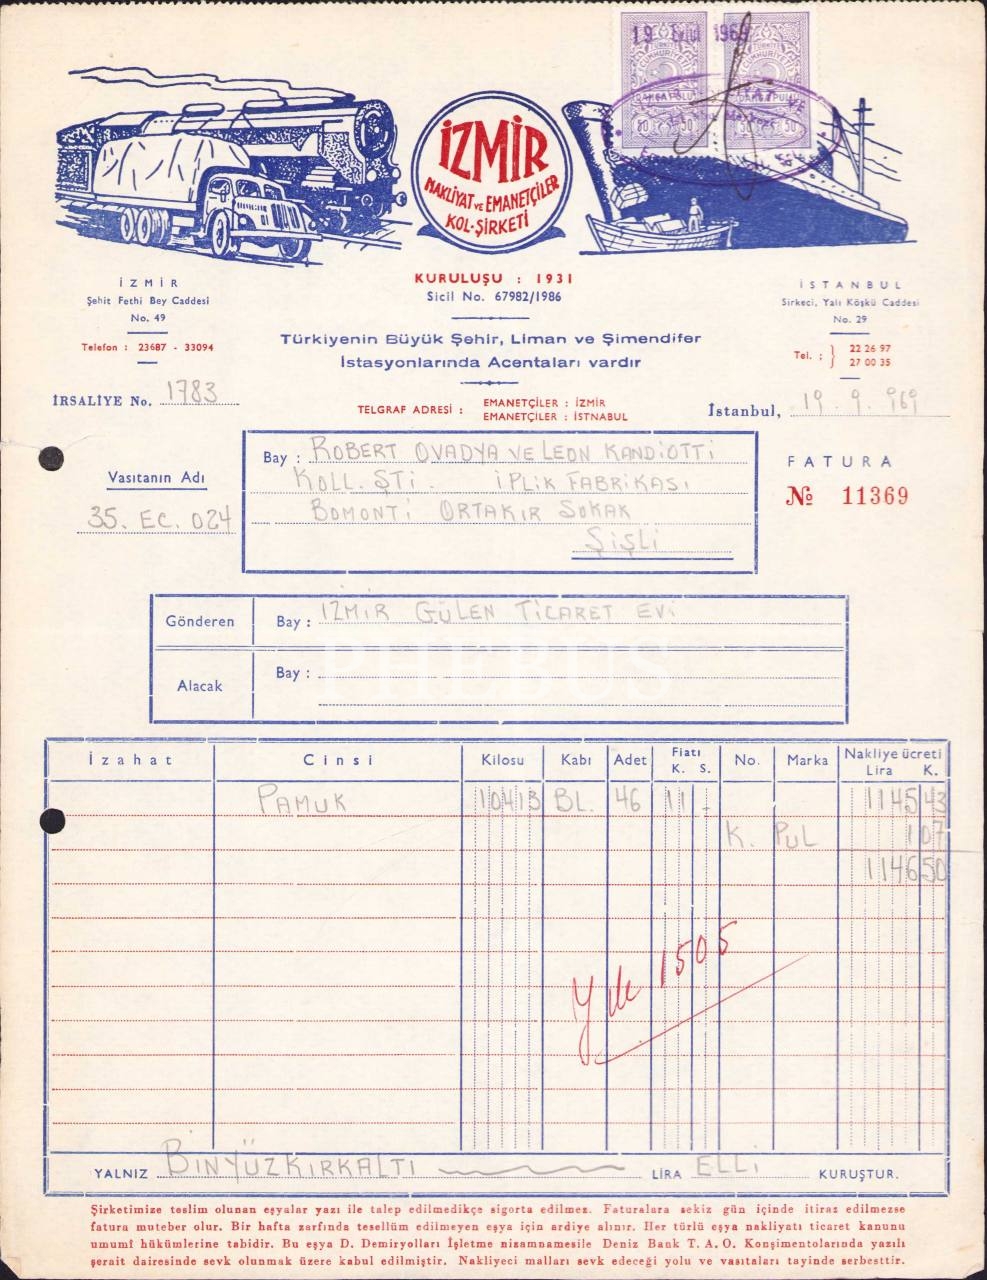 19 Eylül 1969
TÜRKİYE
CUMHURİYETİ
DAMGA PULU
İZMİR
NAKLİYAT ve EMANETÇİLER
KOL. ŞİRKETİ
İZMİR
Şehit Fethi Bey Caddesi
No. 49
Telefon : 23687 - 33094
KURULUŞU : 1931
Sicil No. 67982/1986
İSTANBUL
Sirkeci, Yalı Köşkü Caddesi
No. 29
Tel. : 22 26 97
27 00 35
Türkiyenin Büyük Şehir, Liman ve Şimendifer
İstasyonlarında Acentaları vardır
İRSALİYE No. 1783
TELGRAF ADRESİ : EMANETÇİLER : İZMİR
EMANETÇİLER : İSTNABUL
İstanbul, 19.9.969
Vasıtanın Adı
35. EC. 024
Bay : ROBERT OVADYA VE LEON KANDİOTTİ
KOLL. ŞTİ. İPLİK FABRİKASI
BOMONTİ ORTAKIR SOKAK
ŞİŞLİ
FATURA
№ 11369
Gönderen Bay : İZMİR GÜLEN TİCARET EVİ
Alacak Bay :
İzahat Cinsi Kilosu Kabı Adet Fiatı K. S. No. Marka Nakliye ücreti Lira K.
PAMUK 10413 BL. 46 11 - 1145 43
K. PUL 1 07
1146 50
1505
YALNIZ BİNYÜZKIRKALTI LİRA ELLİ KURUŞTUR.
Şirketimize teslim olunan eşyalar yazı ile talep edilmedikçe sigorta edilmez. Faturalara sekiz gün içinde itiraz edilmezse
fatura muteber olur. Bir hafta zarfında tesellüm edilmeyen eşya için ardiye alınır. Her türlü eşya nakliyatı ticaret kanunu
umumî hükümlerine tabidir. Bu eşya D. Demiryolları İşletme nizamnamesile Deniz Bank T. A. O. Konşimentolarında yazılı
şerait dairesinde sevk olunmak üzere kabul edilmiştir. Nakliyeci malları sevk edeceği yolu ve vasıtaları tayinde serbesttir.
PHEBUS